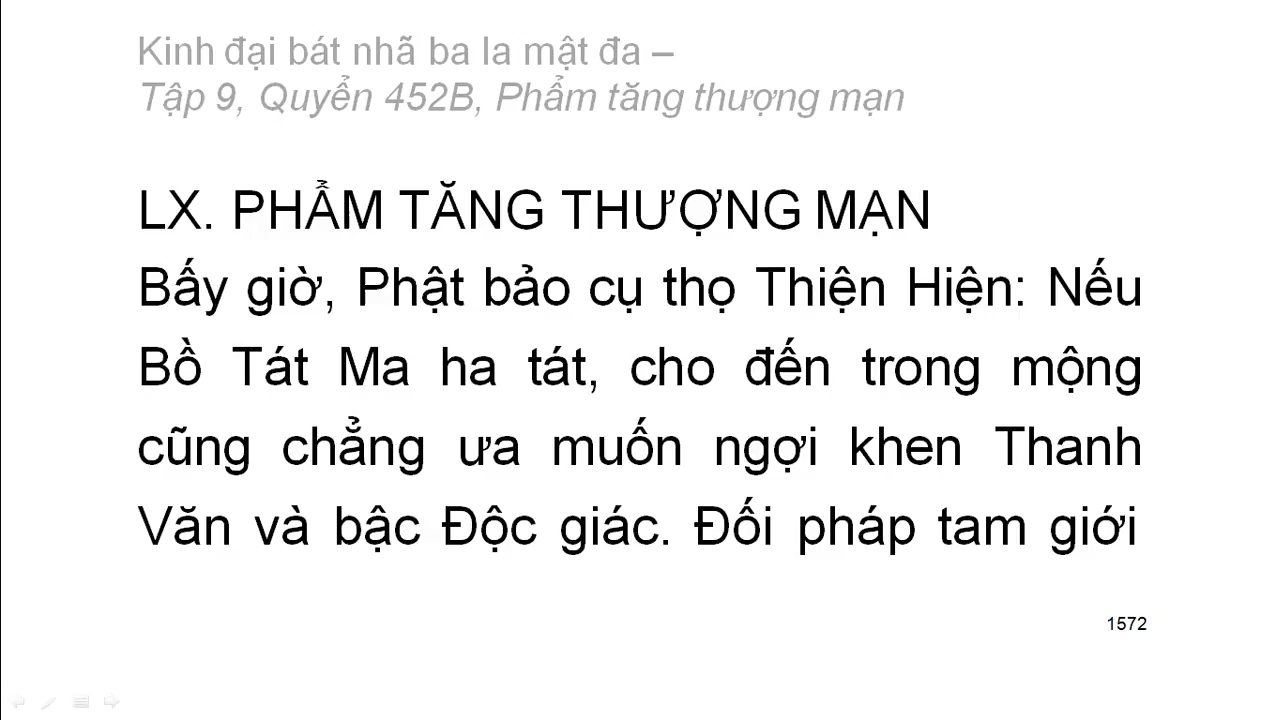 Kinh đại bát nhã ba la mật đa –
Tập 9, Quyển 452B, Phẩm tăng thượng mạn
LX. PHẨM TĂNG THƯỢNG MẠN
Bấy giờ, Phật bảo cụ thọ Thiện Hiện: Nếu
Bồ Tát Ma ha tát, cho đến trong mộng
cũng chẳng ưa muốn ngợi khen Thanh
Văn và bậc Độc giác. Đối pháp tam giới
1572